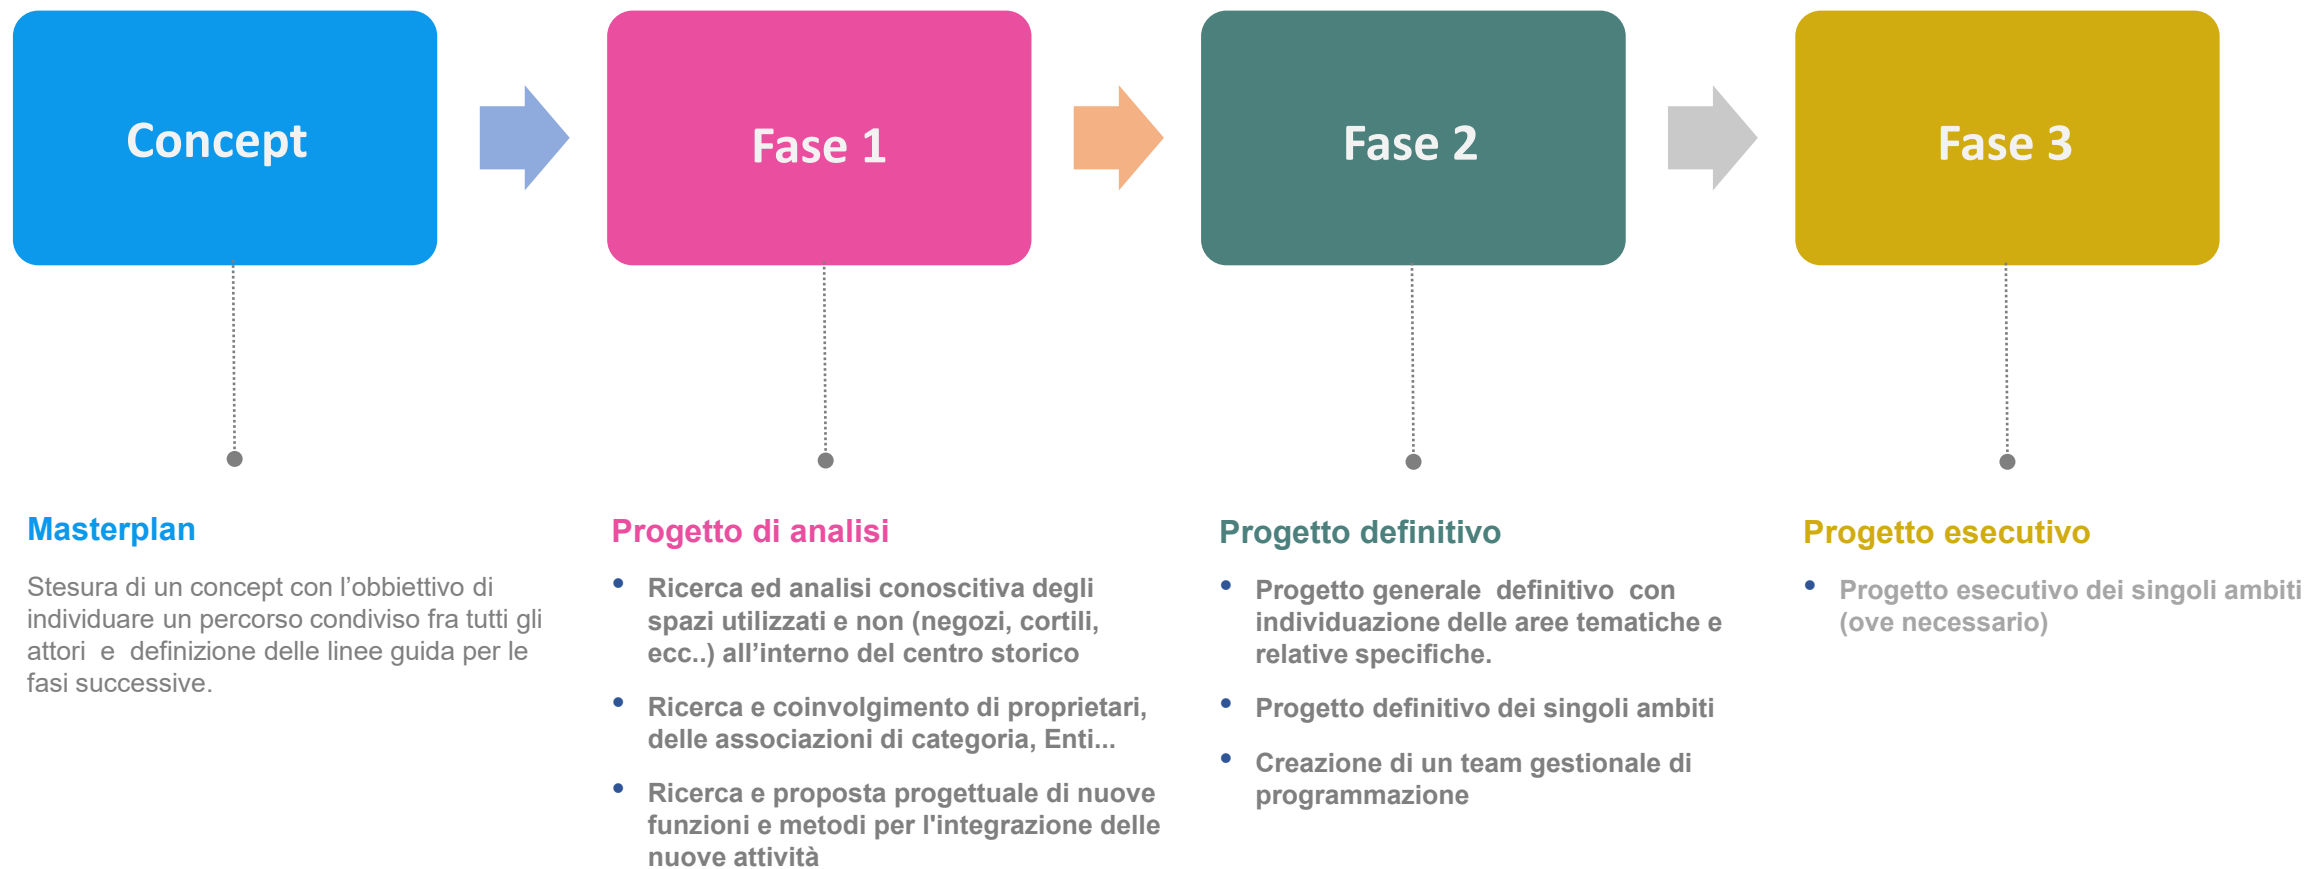 Concept
Fase 1
Fase 2
Fase 3
Masterplan
Stesura di un concept con l’obbiettivo di
individuare un percorso condiviso fra tutti gli
attori  e  definizione delle linee guida per le
fasi successive.
Progetto di analisi
• Ricerca ed analisi conoscitiva degli
spazi utilizzati e non (negozi, cortili,
ecc..) all’interno del centro storico
• Ricerca e coinvolgimento di proprietari,
delle associazioni di categoria, Enti...
• Ricerca e proposta progettuale di nuove
funzioni e metodi per l'integrazione delle
nuove attività
Progetto definitivo
• Progetto generale  definitivo  con
individuazione delle aree tematiche e
relative specifiche.
• Progetto definitivo dei singoli ambiti
• Creazione di un team gestionale di
programmazione
Progetto esecutivo
• Progetto esecutivo dei singoli ambiti
(ove necessario)